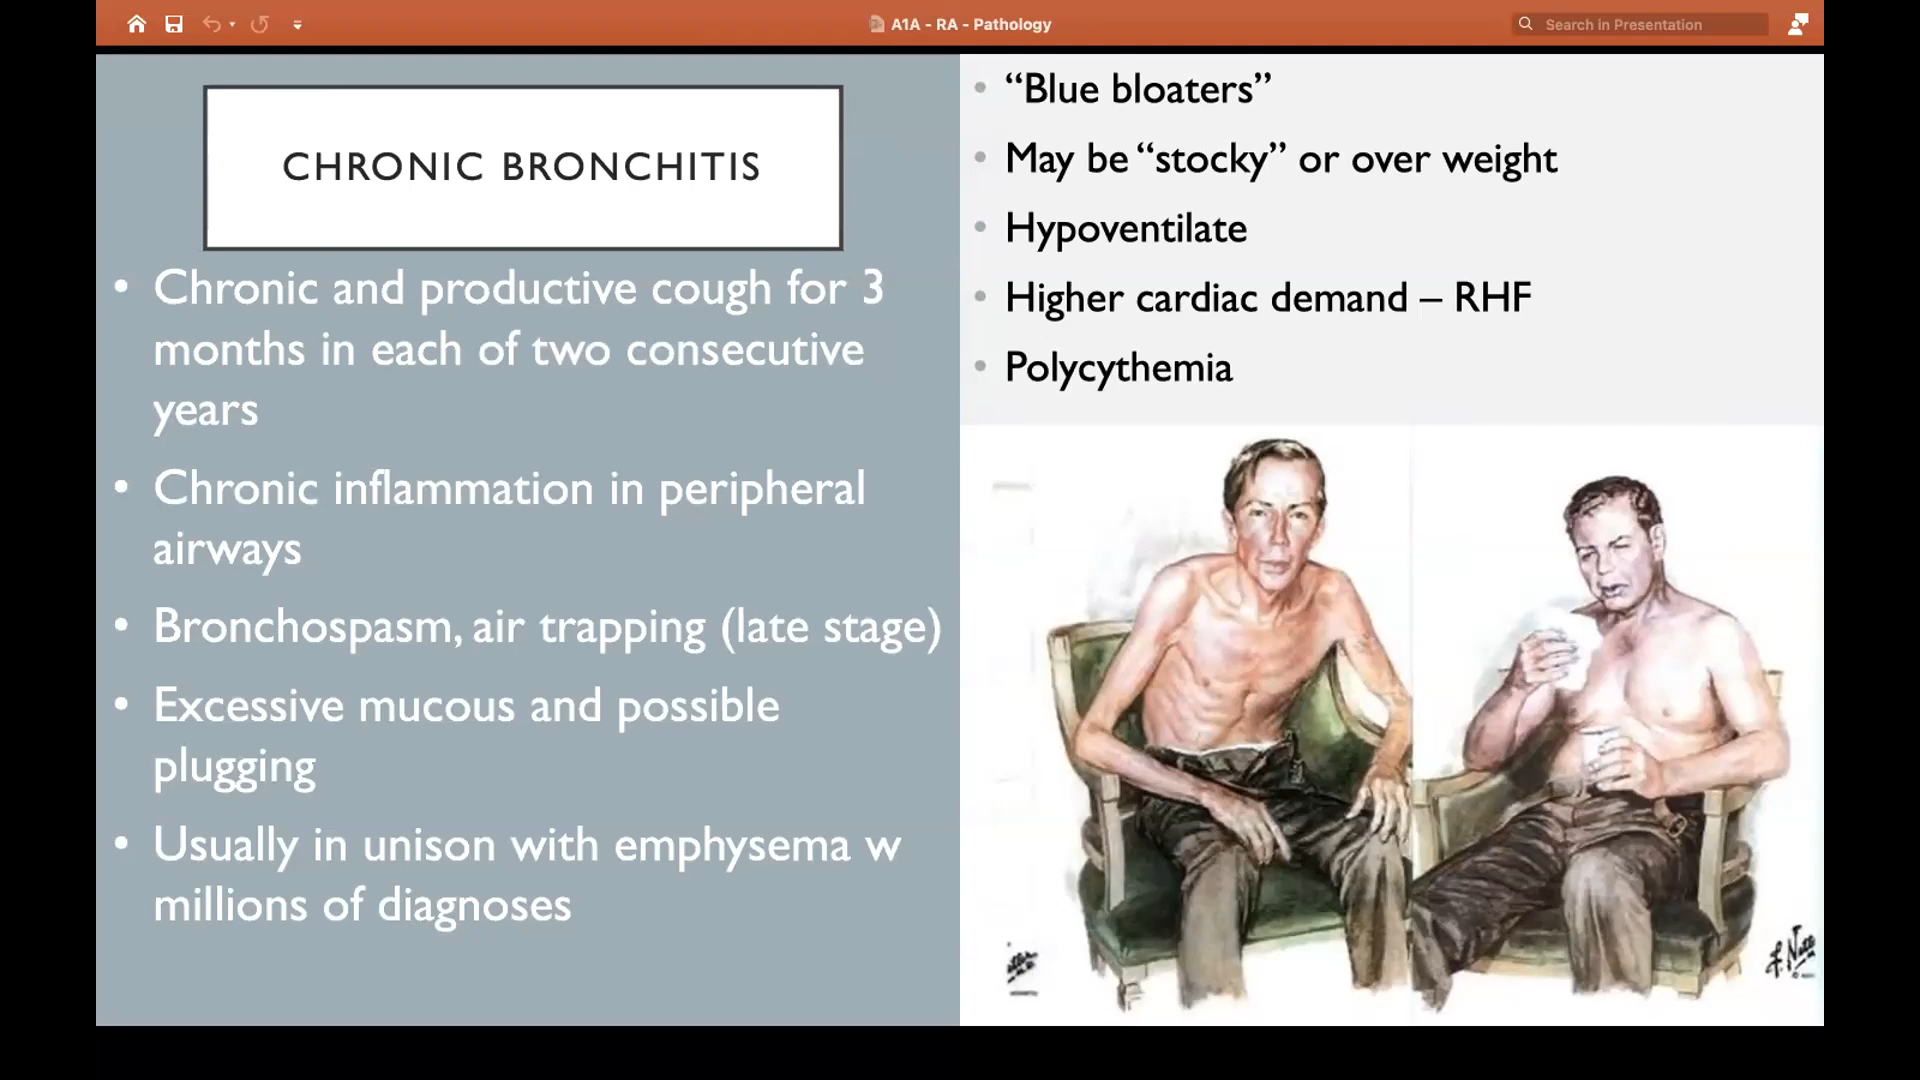 A1A - RA - Pathology
Search in Presentation
CHRONIC BRONCHITIS
• Chronic and productive cough for 3
months in each of two consecutive
years
• Chronic inflammation in peripheral
airways
• Bronchospasm, air trapping (late stage)
• Excessive mucous and possible
plugging
• Usually in unison with emphysema w
millions of diagnoses
• “Blue bloaters”
• May be “stocky” or over weight
• Hypoventilate
• Higher cardiac demand – RHF
• Polycythemia